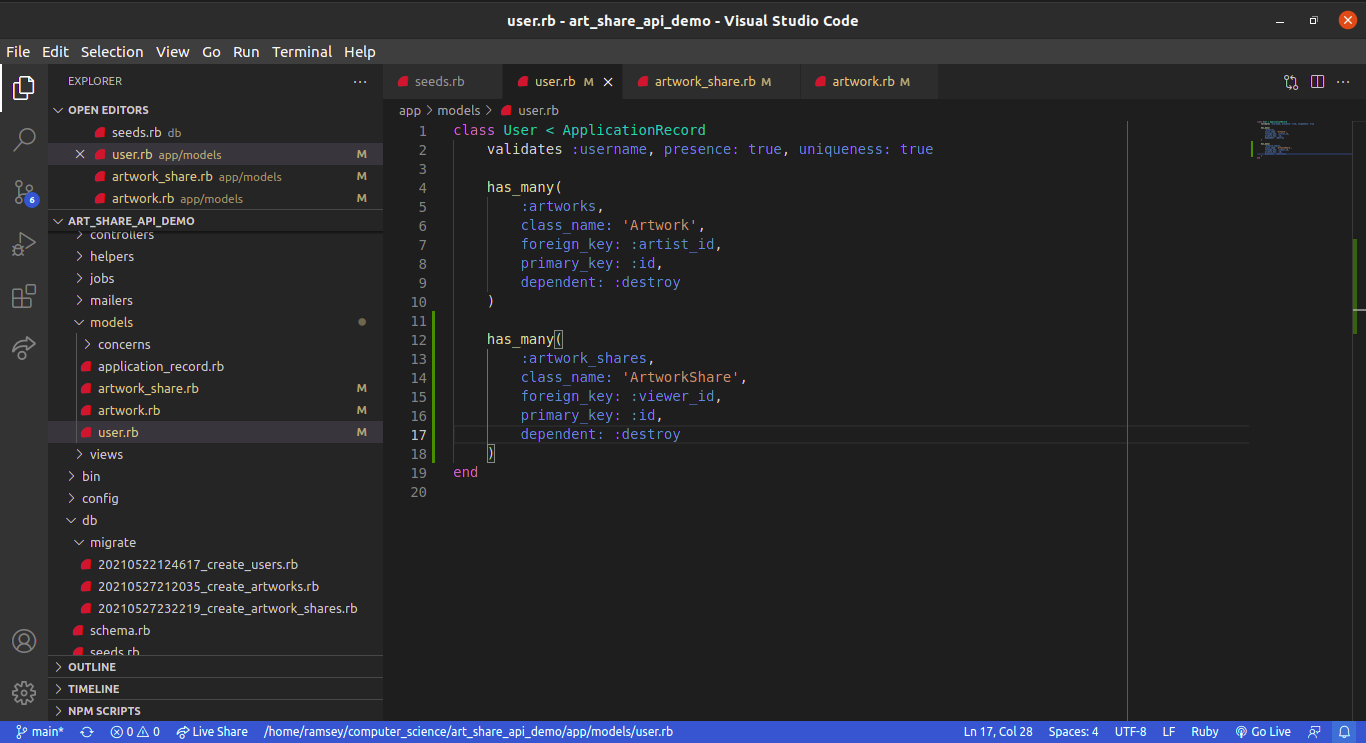 user.rb - art_share_api_demo - Visual Studio Code
File Edit Selection View Go Run Terminal Help
EXPLORER
OPEN EDITORS
seeds.rb db
user.rb app/models M
artwork_share.rb app/models M
artwork.rb app/models M
6
ART_SHARE_API_DEMO
controllers
helpers
jobs
mailers
models
concerns
application_record.rb
artwork_share.rb M
artwork.rb M
user.rb M
views
bin
config
db
migrate
20210522124617_create_users.rb
20210527212035_create_artworks.rb
20210527232219_create_artwork_shares.rb
schema.rb
seeds.rb
OUTLINE
TIMELINE
NPM SCRIPTS
seeds.rb user.rb M artwork_share.rb M artwork.rb M
app > models > user.rb
1 class User < ApplicationRecord
2 validates :username, presence: true, uniqueness: true
3
4 has_many(
5 :artworks,
6 class_name: 'Artwork',
7 foreign_key: :artist_id,
8 primary_key: :id,
9 dependent: :destroy
10 )
11
12 has_many(
13 :artwork_shares,
14 class_name: 'ArtworkShare',
15 foreign_key: :viewer_id,
16 primary_key: :id,
17 dependent: :destroy
18 )
19 end
20
main* 0 0 Live Share /home/ramsey/computer_science/art_share_api_demo/app/models/user.rb Ln 17, Col 28 Spaces: 4 UTF-8 LF Ruby Go Live